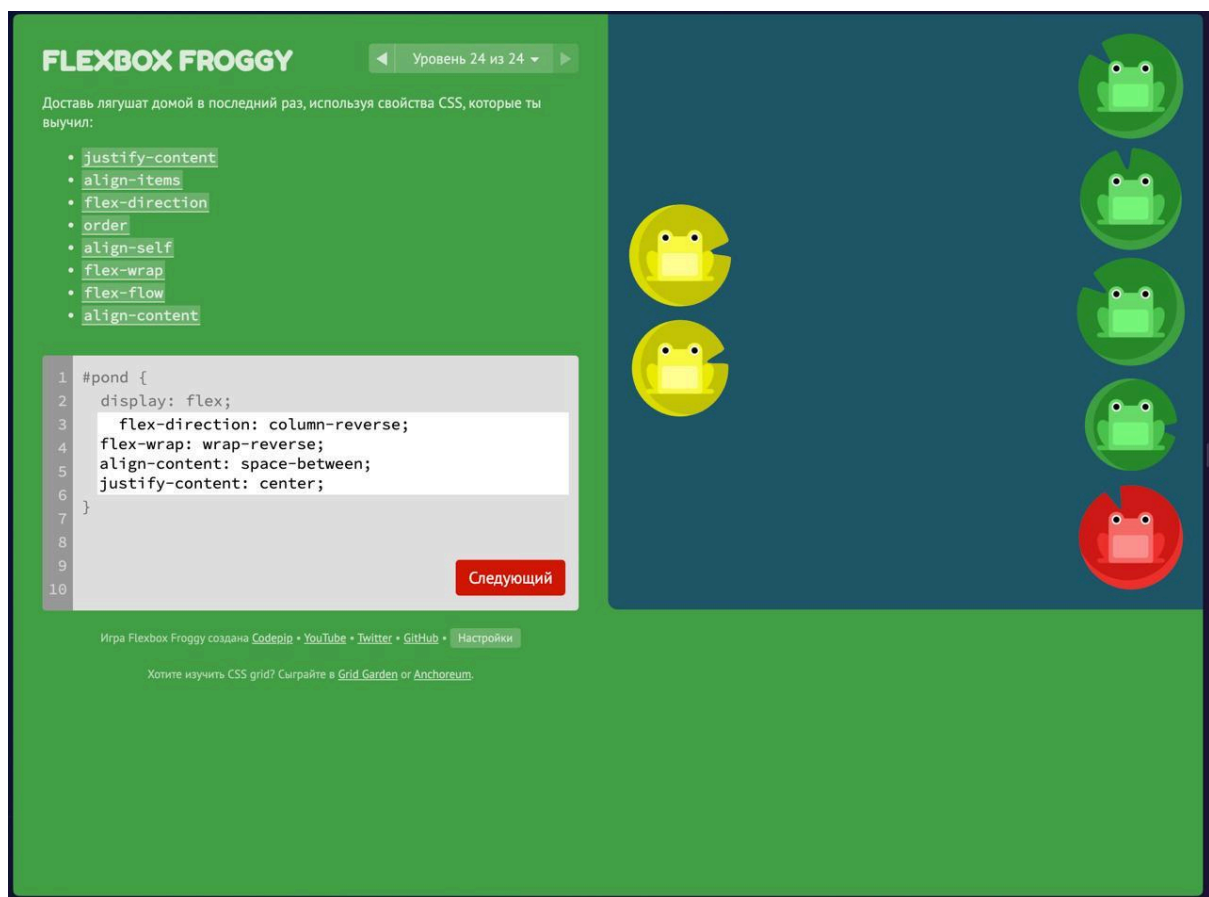 FLEXBOX FROGGY
◀ Уровень 24 из 24 ▶
Доставь лягушат домой в последний раз, используя свойства CSS, которые ты
выучил:
• justify-content
• align-items
• flex-direction
• order
• align-self
• flex-wrap
• flex-flow
• align-content
1 #pond {
2 display: flex;
3 flex-direction: column-reverse;
4 flex-wrap: wrap-reverse;
5 align-content: space-between;
6 justify-content: center;
7 }
8
9
10
Следующий
Игра Flexbox Froggy создана Codepip • YouTube • Twitter • GitHub • Настройки
Хотите изучить CSS grid? Сыграйте в Grid Garden or Anchoreum.